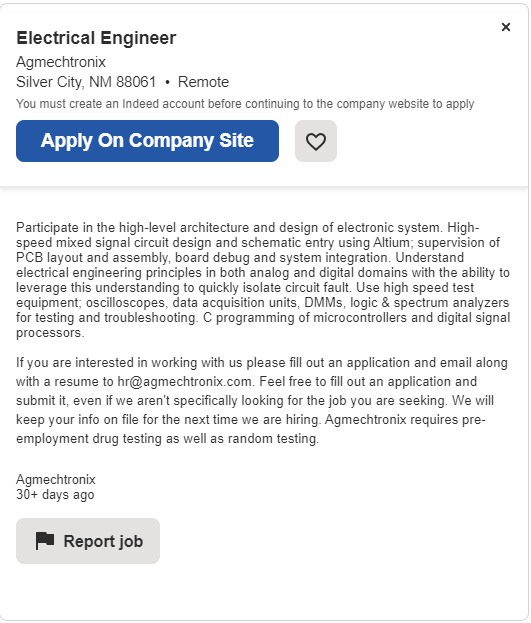 ×
Electrical Engineer
Agmechtronix
Silver City, NM 88061 • Remote
You must create an Indeed account before continuing to the company website to apply
Apply On Company Site
Participate in the high-level architecture and design of electronic system. High-
speed mixed signal circuit design and schematic entry using Altium; supervision of
PCB layout and assembly, board debug and system integration. Understand
electrical engineering principles in both analog and digital domains with the ability to
leverage this understanding to quickly isolate circuit fault. Use high speed test
equipment; oscilloscopes, data acquisition units, DMMs, logic & spectrum analyzers
for testing and troubleshooting. C programing of microcontrollers and digital signal
processors.
If you are interested in working with us please fill out an application and email along
with a resume to hr@agmechtronix.com. Feel free to fill out an application and
submit it, even if we aren't specifically looking for the job you are seeking. We will
keep your info on file for the next time we are hiring. Agmechtronix requires pre-
employment drug testing as well as random testing.
Agmechtronix
30+ days ago
Report job